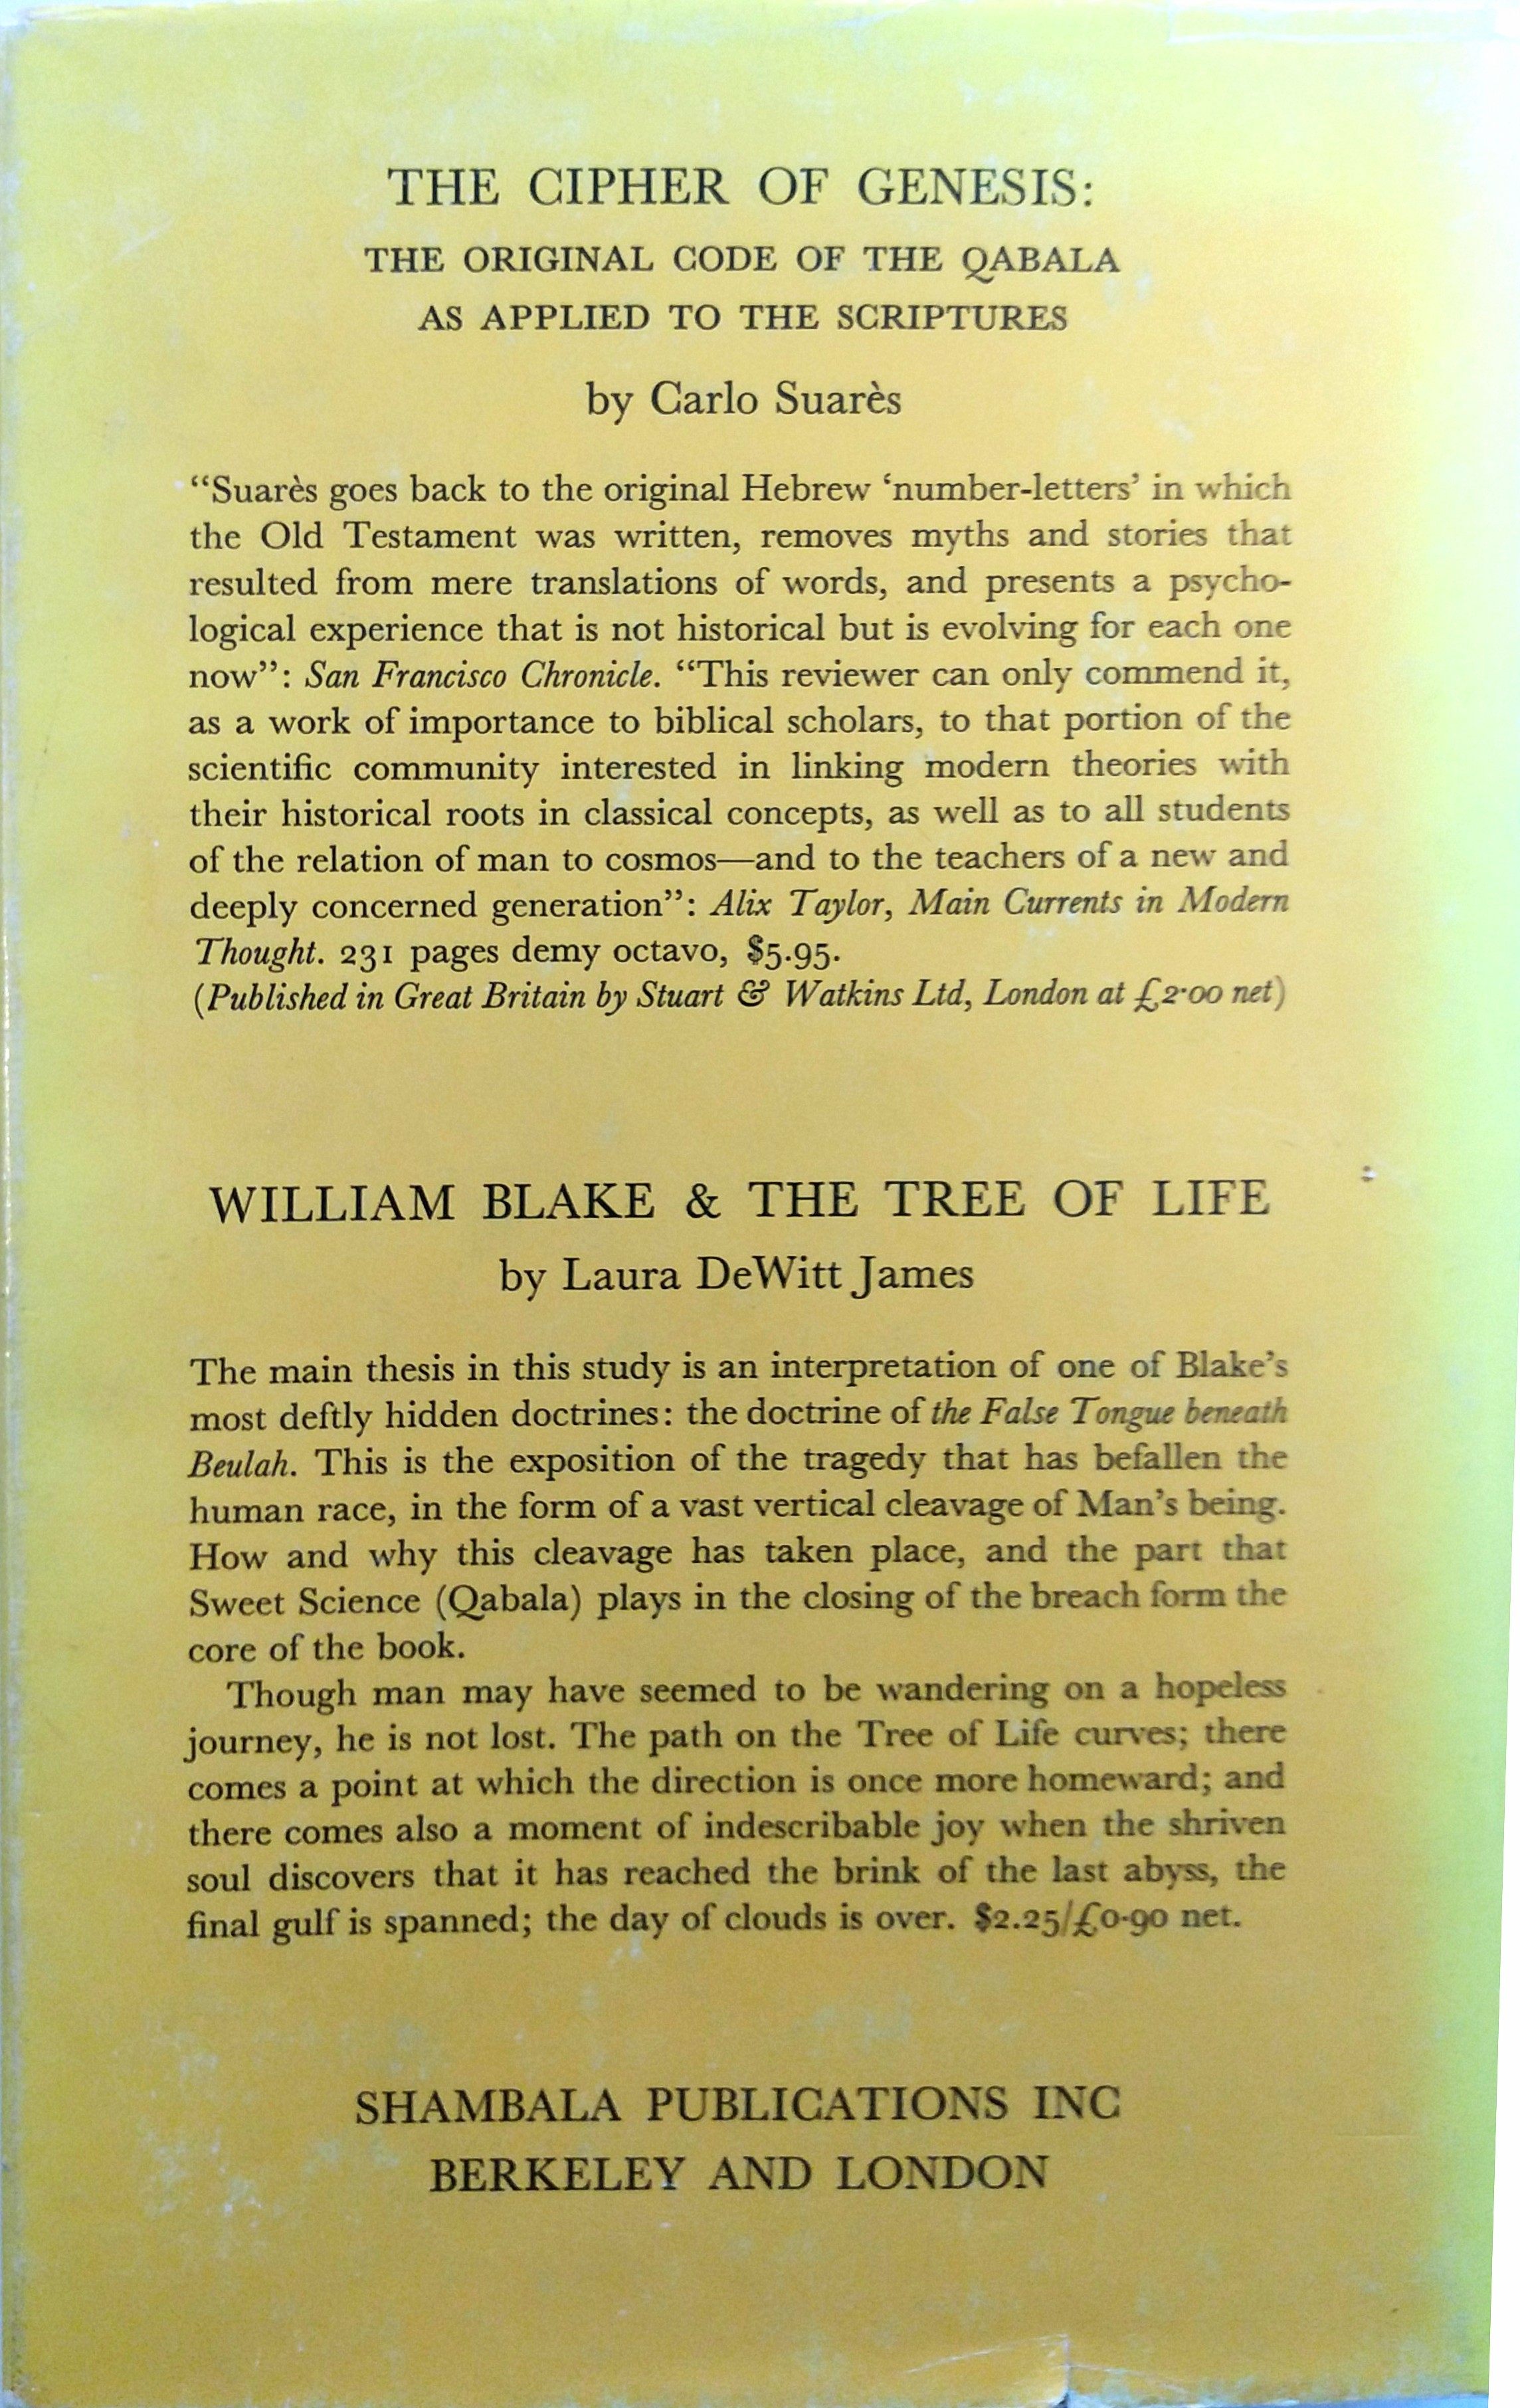 THE CIPHER OF GENESIS:
THE ORIGINAL CODE OF THE QABALA
AS APPLIED TO THE SCRIPTURES
by Carlo Suarès
“Suarès goes back to the original Hebrew ‘number-letters’ in which
the Old Testament was written, removes myths and stories that
resulted from mere translations of words, and presents a psycho-
logical experience that is not historical but is evolving for each one
now”: San Francisco Chronicle. “This reviewer can only commend it,
as a work of importance to biblical scholars, to that portion of the
scientific community interested in linking modern theories with
their historical roots in classical concepts, as well as to all students
of the relation of man to cosmos—and to the teachers of a new and
deeply concerned generation”: Alix Taylor, Main Currents in Modern
Thought. 231 pages demy octavo, $5.95.
(Published in Great Britain by Stuart & Watkins Ltd, London at £2·00 net)
WILLIAM BLAKE & THE TREE OF LIFE
by Laura DeWitt James
The main thesis in this study is an interpretation of one of Blake’s
most deftly hidden doctrines: the doctrine of the False Tongue beneath
Beulah. This is the exposition of the tragedy that has befallen the
human race, in the form of a vast vertical cleavage of Man’s being.
How and why this cleavage has taken place, and the part that
Sweet Science (Qabala) plays in the closing of the breach form the
core of the book.
Though man may have seemed to be wandering on a hopeless
journey, he is not lost. The path on the Tree of Life curves; there
comes a point at which the direction is once more homeward; and
there comes also a moment of indescribable joy when the shriven
soul discovers that it has reached the brink of the last abyss, the
final gulf is spanned; the day of clouds is over. $2.25/£0·90 net.
SHAMBALA PUBLICATIONS INC
BERKELEY AND LONDON